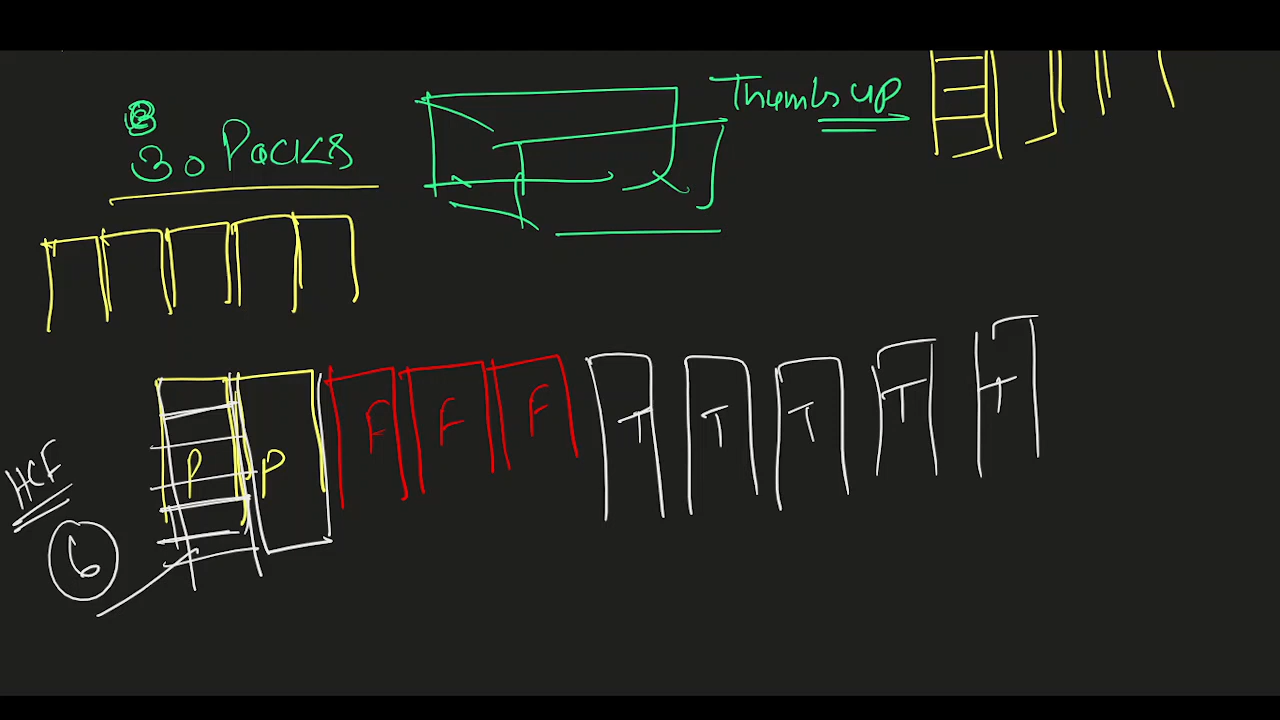 Thumbs up
30 Packs
P P F F F T T T T T
HCF
6